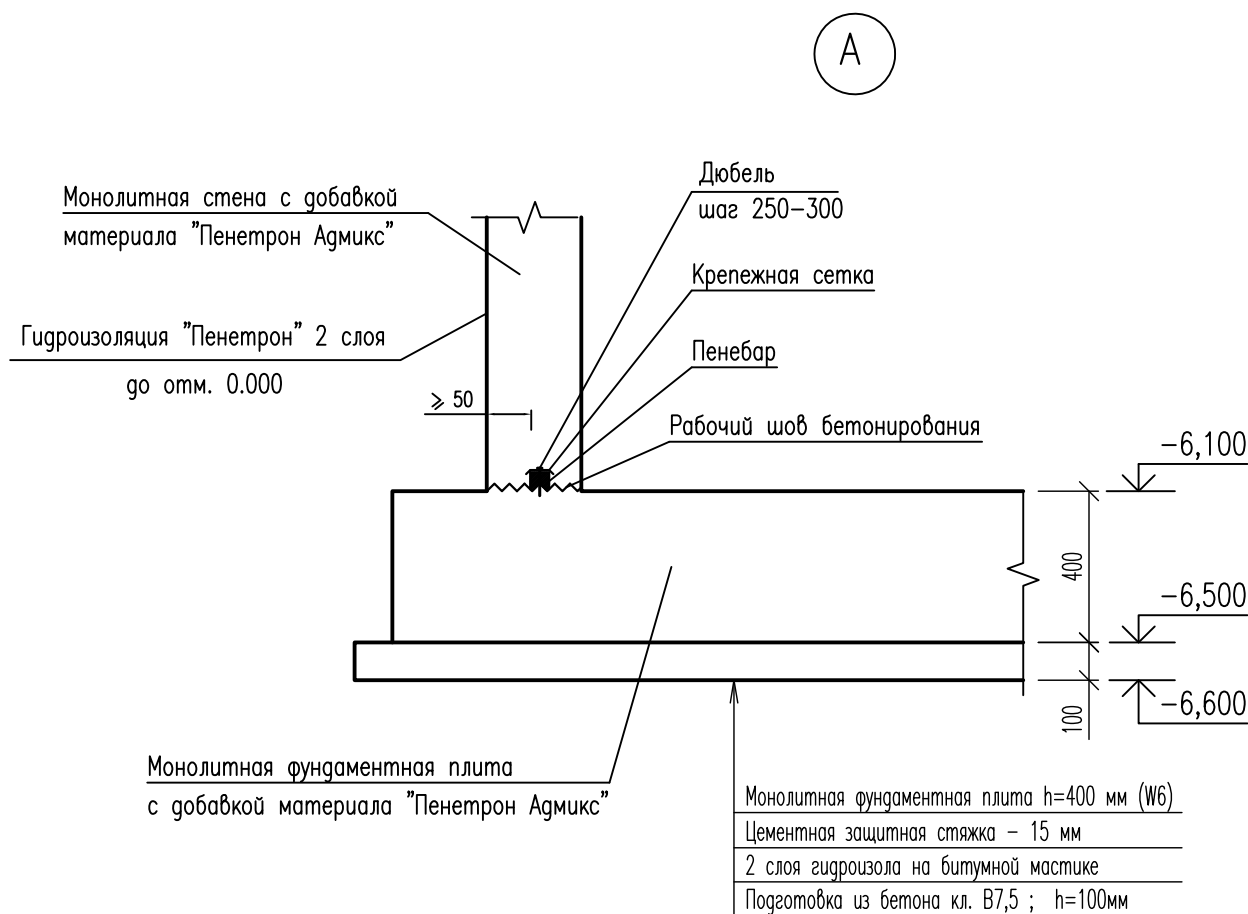 А
Монолитная стена с добавкой
материала "Пенетрон Адмикс"
Дюбель
шаг 250-300
Крепежная сетка
Гидроизоляция "Пенетрон" 2 слоя
до отм. 0.000
Пенебар
⩾ 50
Рабочий шов бетонирования
-6,100
400
-6,500
100
-6,600
Монолитная фундаментная плита
с добавкой материала "Пенетрон Адмикс"
Монолитная фундаментная плита h=400 мм (W6)
Цементная защитная стяжка - 15 мм
2 слоя гидроизола на битумной мастике
Подготовка из бетона кл. В7,5 ; h=100мм